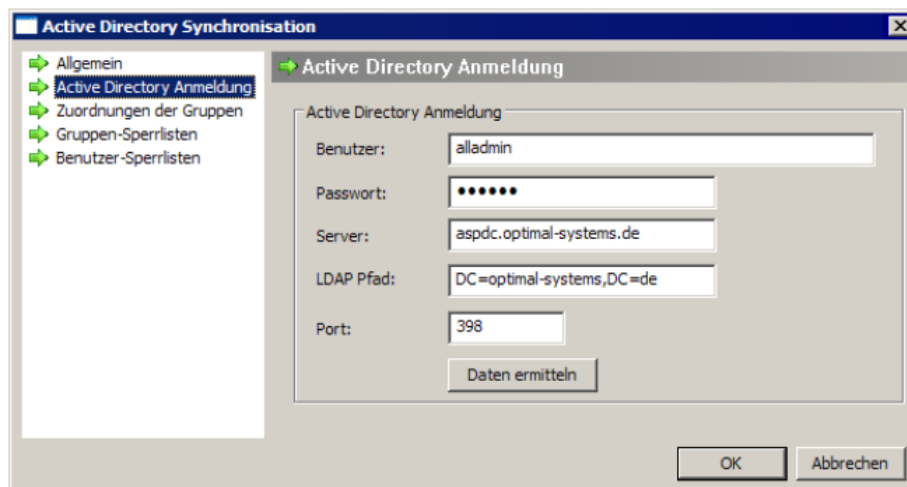 Active Directory Synchronisation
Allgemein
Active Directory Anmeldung
Zuordnungen der Gruppen
Gruppen-Sperrlisten
Benutzer-Sperrlisten
Active Directory Anmeldung
Active Directory Anmeldung
Benutzer: alladmin
Passwort: ••••••
Server: aspdc.optimal-systems.de
LDAP Pfad: DC=optimal-systems,DC=de
Port: 398
Daten ermitteln
OK Abbrechen